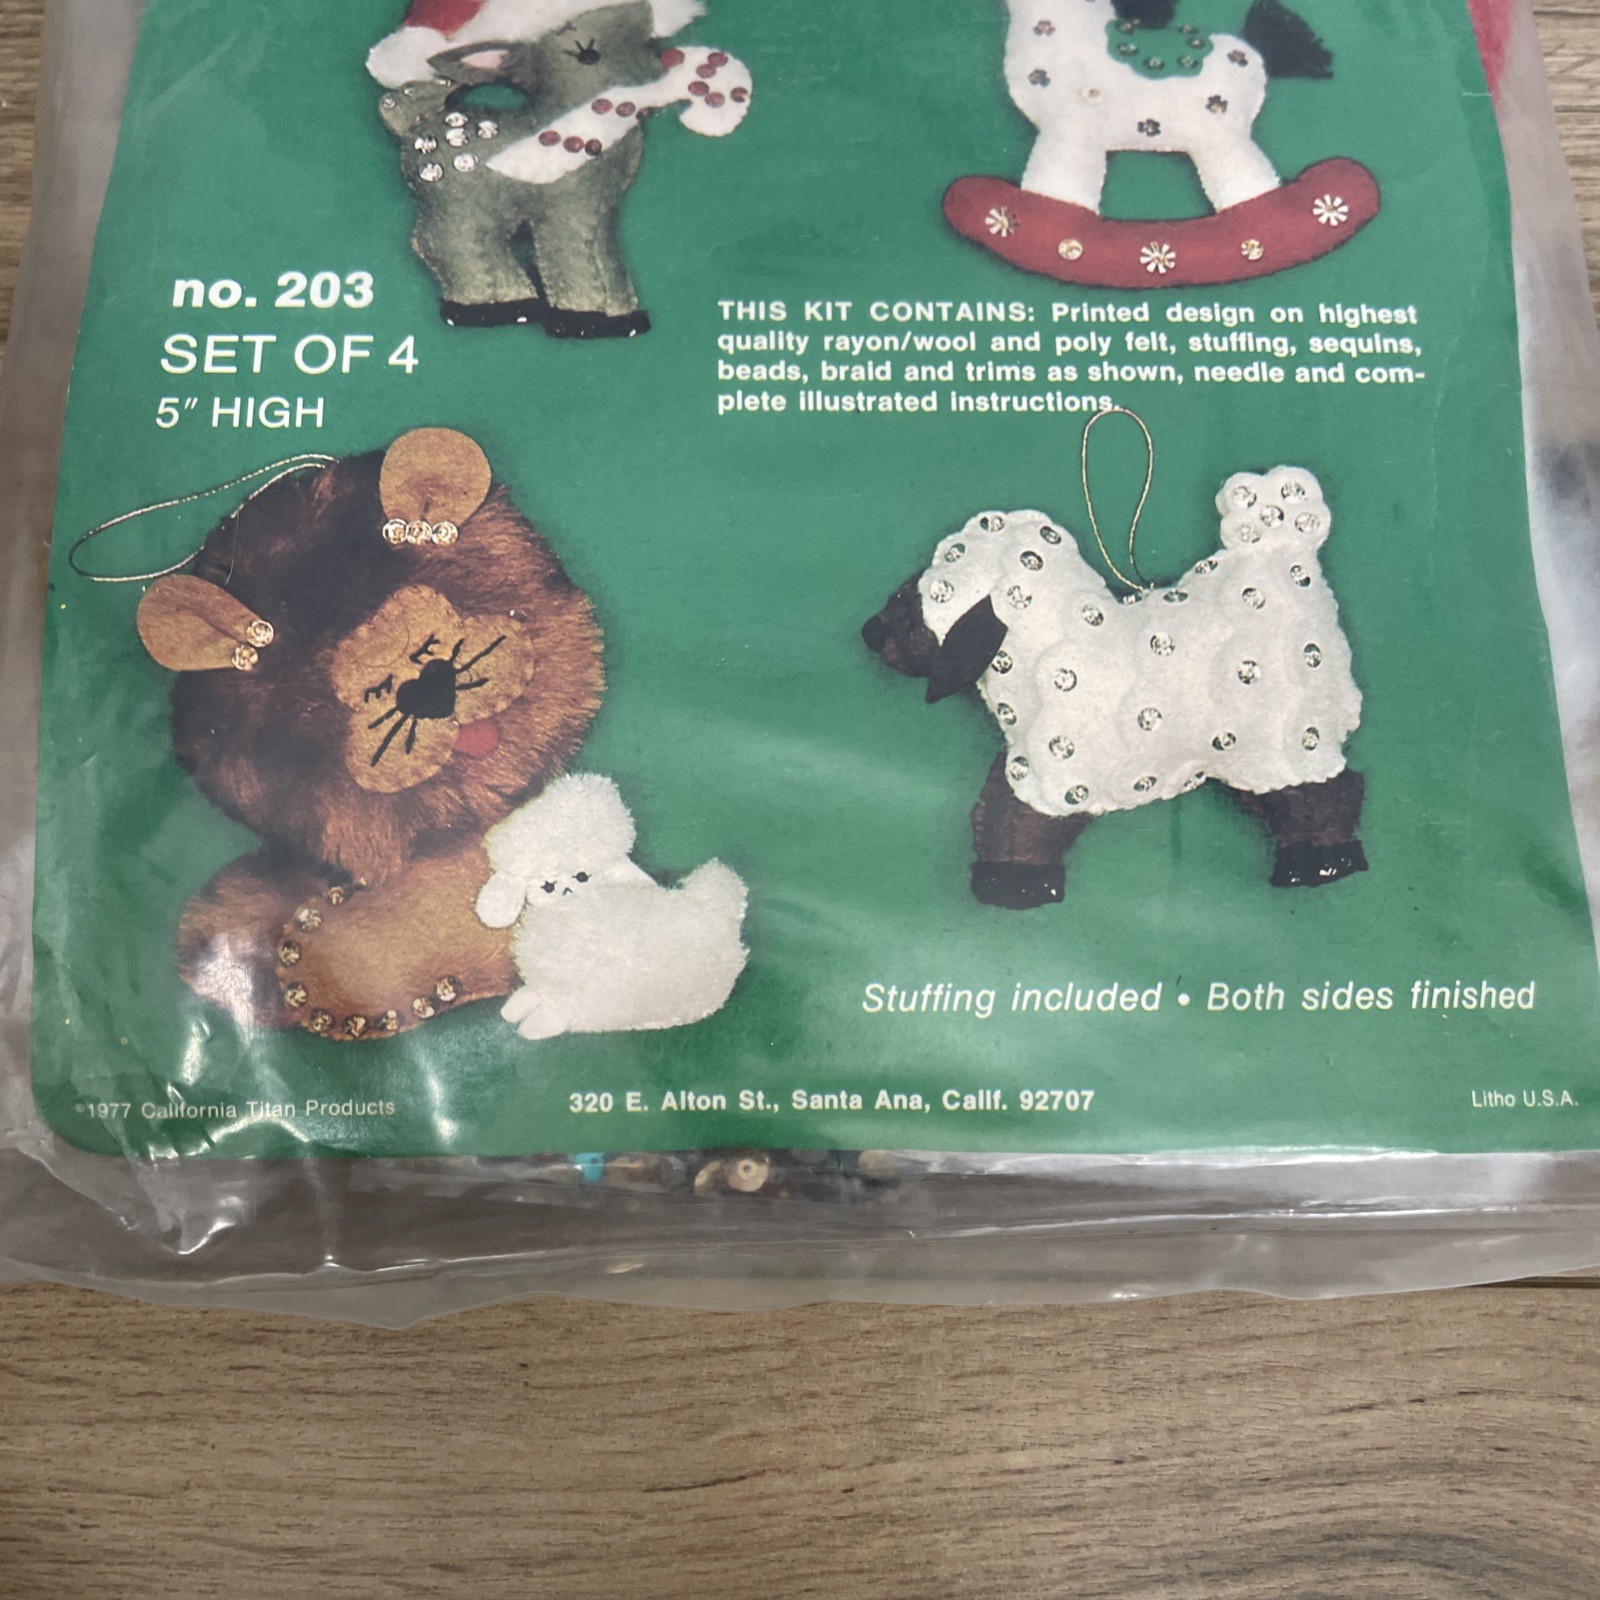 no. 203
SET OF 4
5" HIGH
THIS KIT CONTAINS: Printed design on highest
quality rayon/wool and poly felt, stuffing, sequins,
beads, braid and trims as shown, needle and com-
plete illustrated instructions.
Stuffing included • Both sides finished
©1977 California Titan Products
320 E. Alton St., Santa Ana, Calif. 92707
Litho U.S.A.